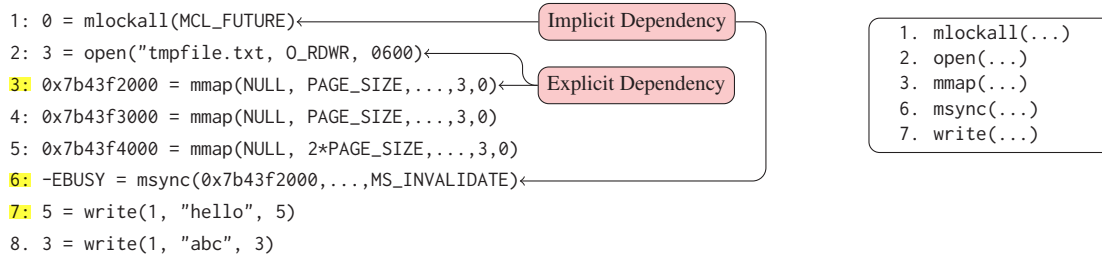 1: 0 = mlockall(MCL_FUTURE)
Implicit Dependency
2: 3 = open("tmpfile.txt, O_RDWR, 0600)
3: 0x7b43f2000 = mmap(NULL, PAGE_SIZE,...,3,0)
Explicit Dependency
4: 0x7b43f3000 = mmap(NULL, PAGE_SIZE,...,3,0)
5: 0x7b43f4000 = mmap(NULL, 2*PAGE_SIZE,...,3,0)
6: -EBUSY = msync(0x7b43f2000,...,MS_INVALIDATE)
7: 5 = write(1, "hello", 5)
8. 3 = write(1, "abc", 3)
1. mlockall(...)
2. open(...)
3. mmap(...)
6. msync(...)
7. write(...)